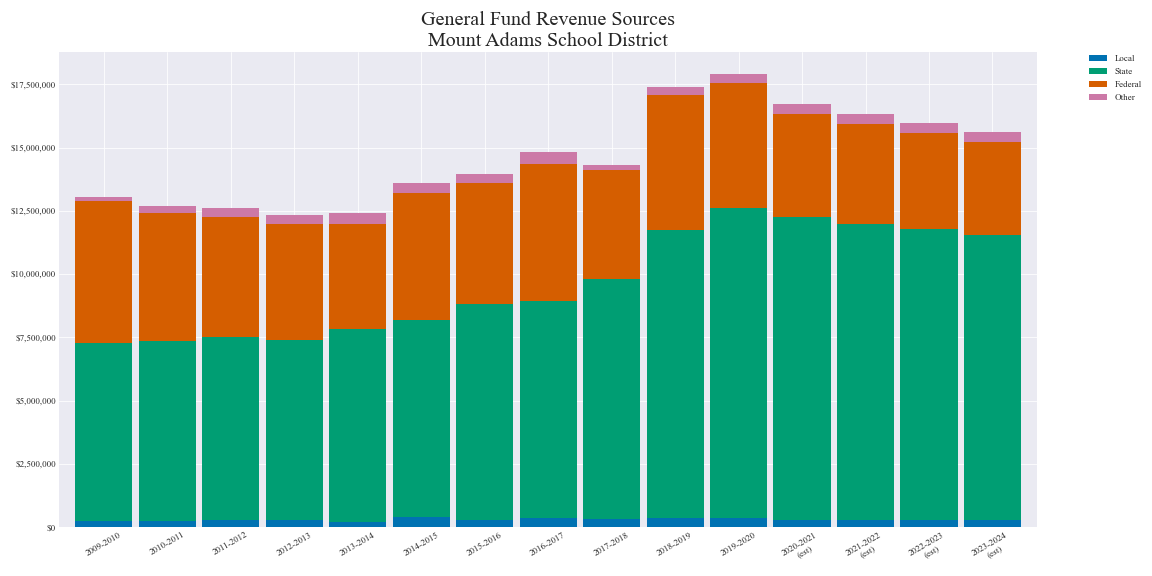 General Fund Revenue Sources
Mount Adams School District
Local
State
Federal
Other
$17,500,000
$15,000,000
$12,500,000
$10,000,000
$7,500,000
$5,000,000
$2,500,000
$0
2009-2010
2010-2011
2011-2012
2012-2013
2013-2014
2014-2015
2015-2016
2016-2017
2017-2018
2018-2019
2019-2020
2020-2021
(est)
2021-2022
(est)
2022-2023
(est)
2023-2024
(est)